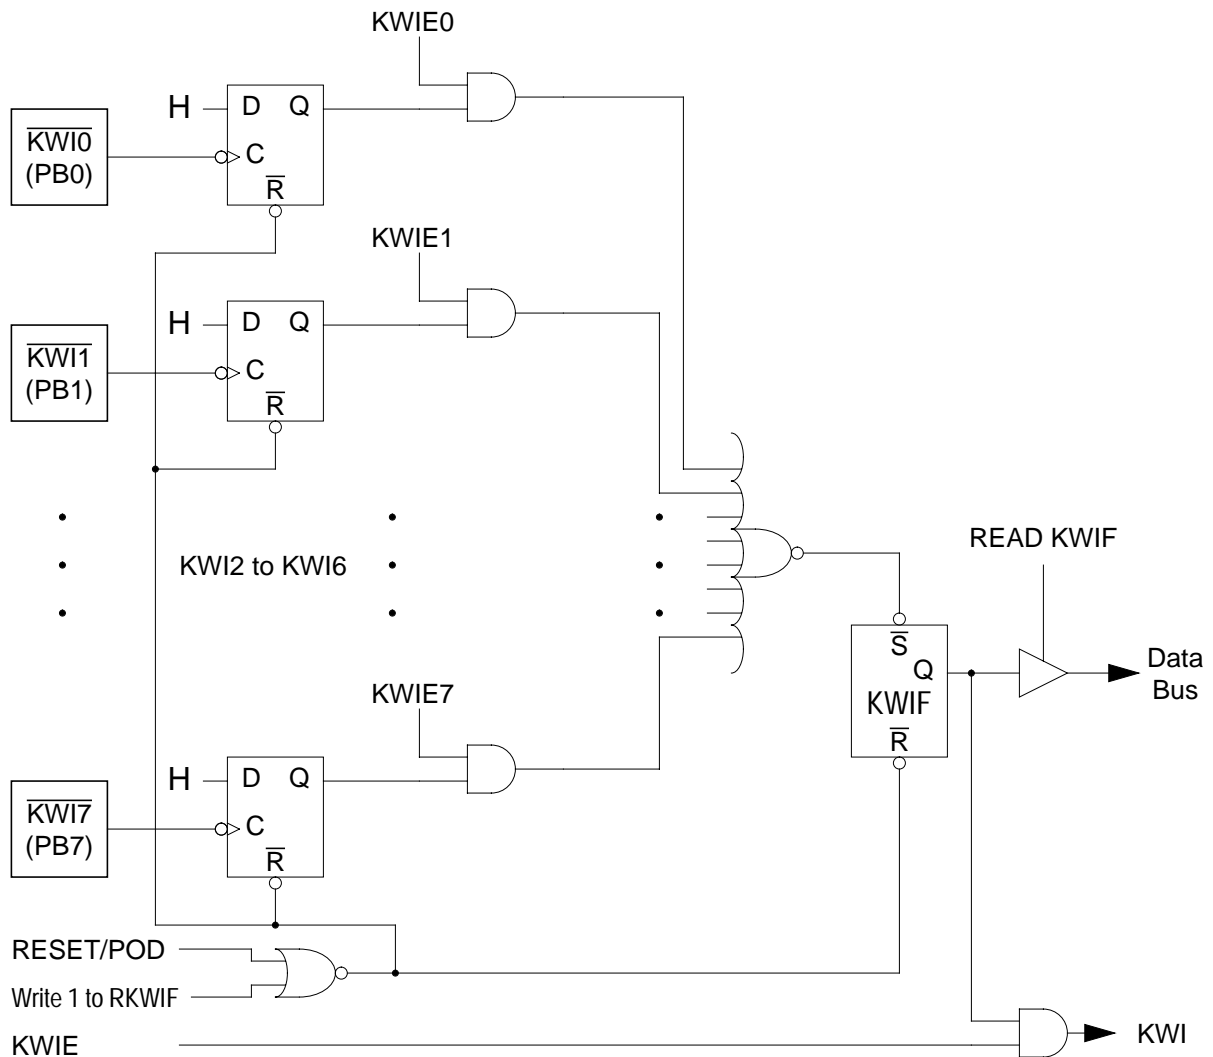 KWIE0
H
D Q
KWI0
(PB0)
C
R
KWIE1
H
D Q
KWI1
(PB1)
C
R
KWI2 to KWI6
READ KWIF
S
Q
KWIF
R
Data
Bus
KWIE7
H
D Q
KWI7
(PB7)
C
R
RESET/POD
Write 1 to RKWIF
KWIE
KWI